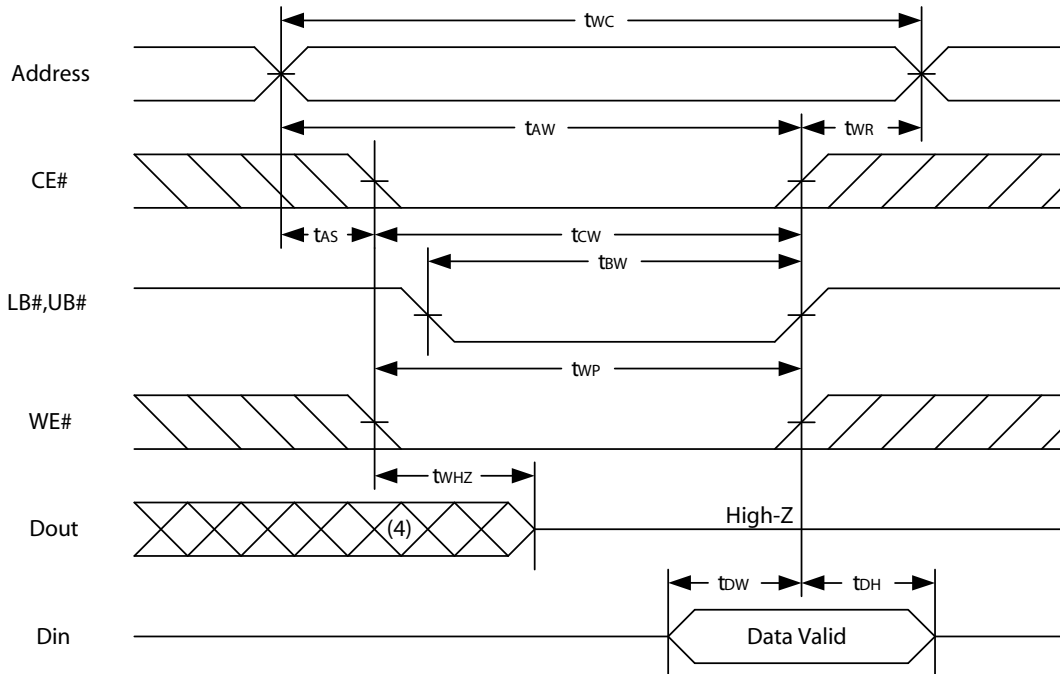 tWC
Address
tAW
tWR
CE#
tAS
tCW
tBW
LB#,UB#
tWP
WE#
tWHZ
Dout
(4)
High-Z
tDW
tDH
Din
Data Valid